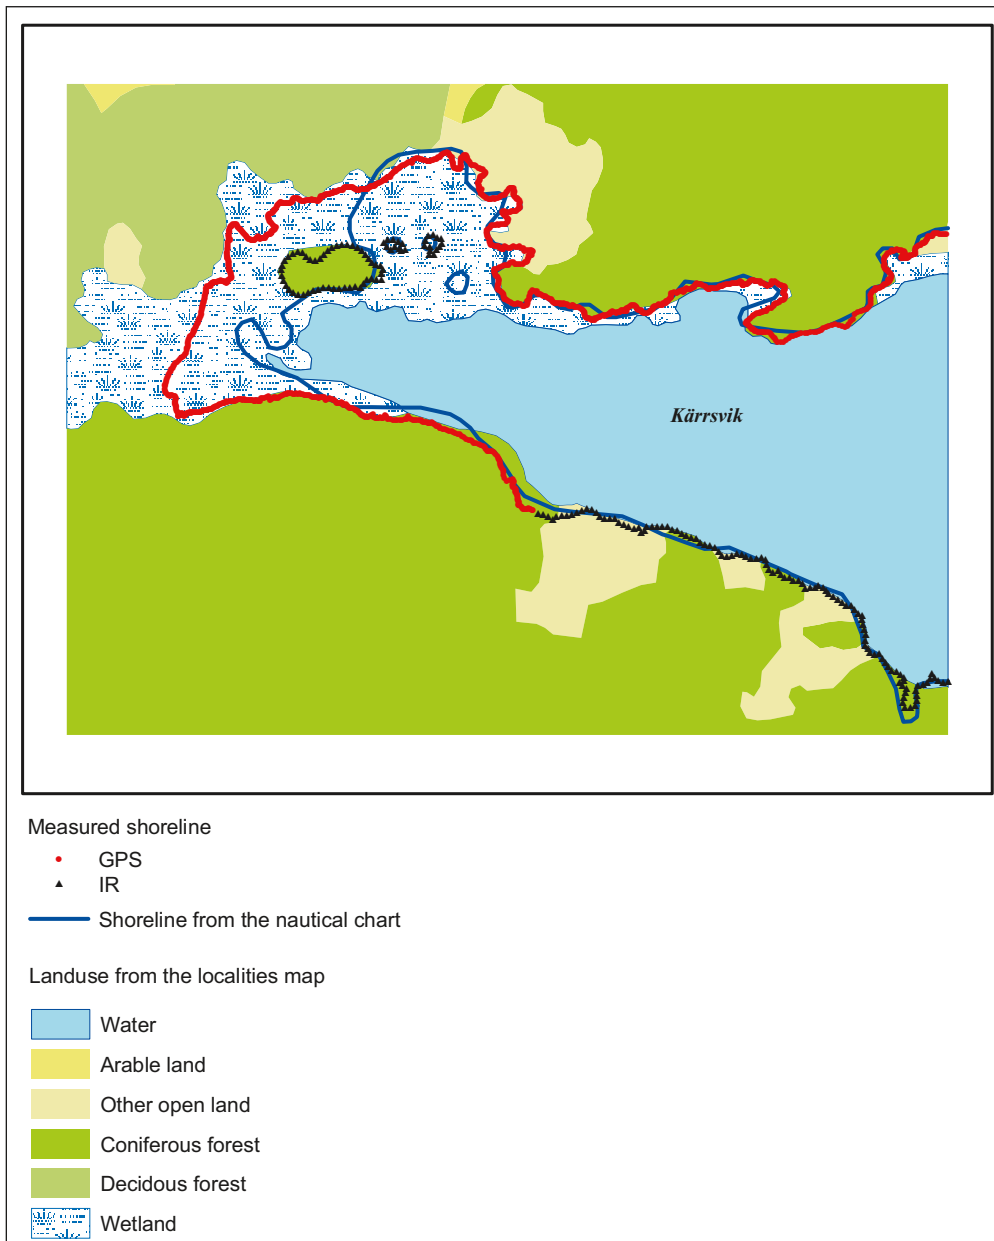 Kärrsvik
Measured shoreline
GPS
IR
Shoreline from the nautical chart
Landuse from the localities map
Water
Arable land
Other open land
Coniferous forest
Decidous forest
Wetland